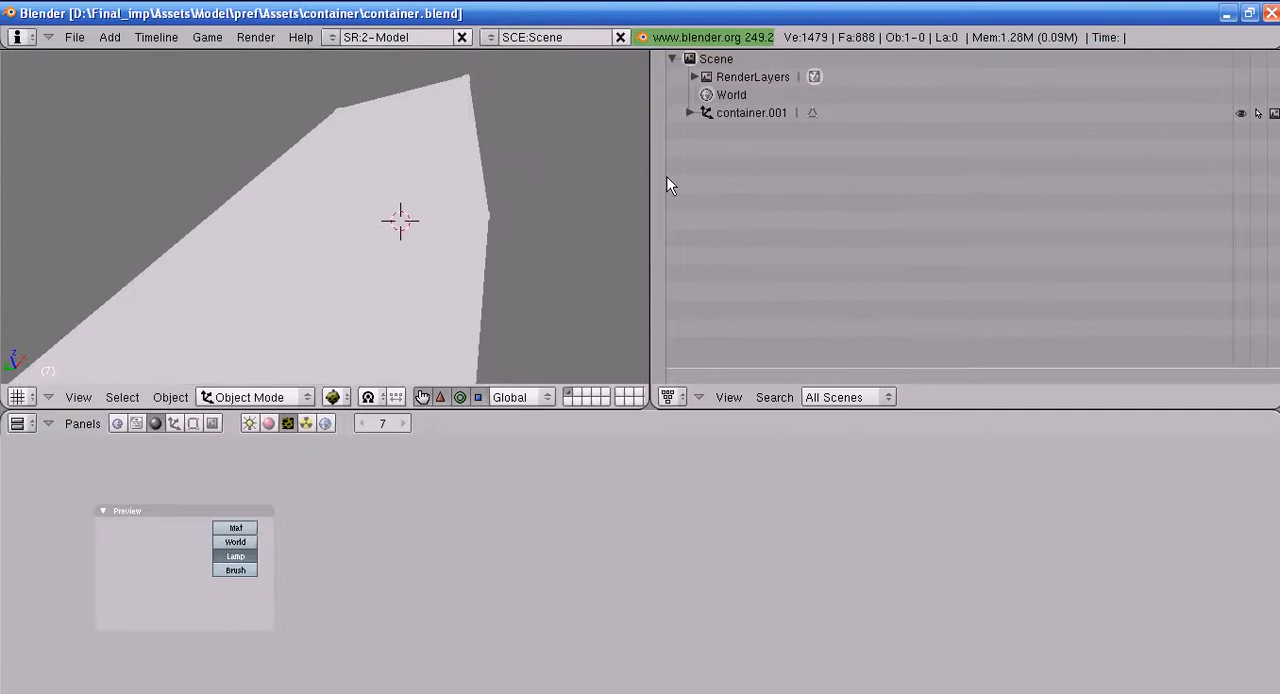 Blender [D:\Final_imp\Assets\Model\pref\Assets\container\container.blend]
File Add Timeline Game Render Help SR:2-Model SCE:Scene www.blender.org 249.2 Ve:1479 | Fa:888 | Ob:1-0 | La:0 | Mem:1.28M (0.09M) | Time: |
Scene
RenderLayers
World
container.001
(7)
View Select Object Object Mode Global
View Search All Scenes
Panels 7
Preview
Mat
World
Lamp
Brush